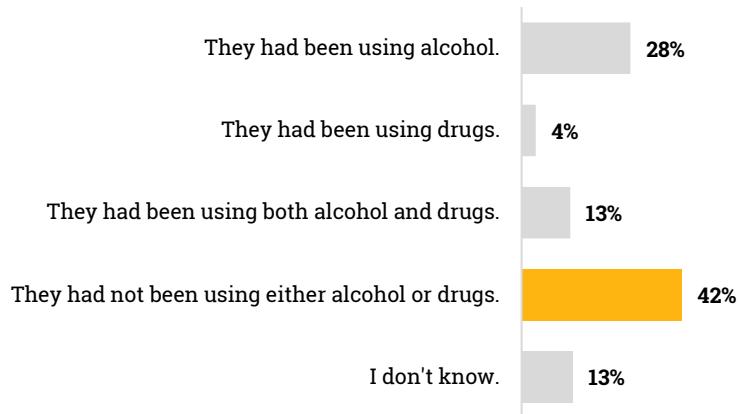 They had been using alcohol. 28%
They had been using drugs. 4%
They had been using both alcohol and drugs. 13%
They had not been using either alcohol or drugs. 42%
I don't know. 13%